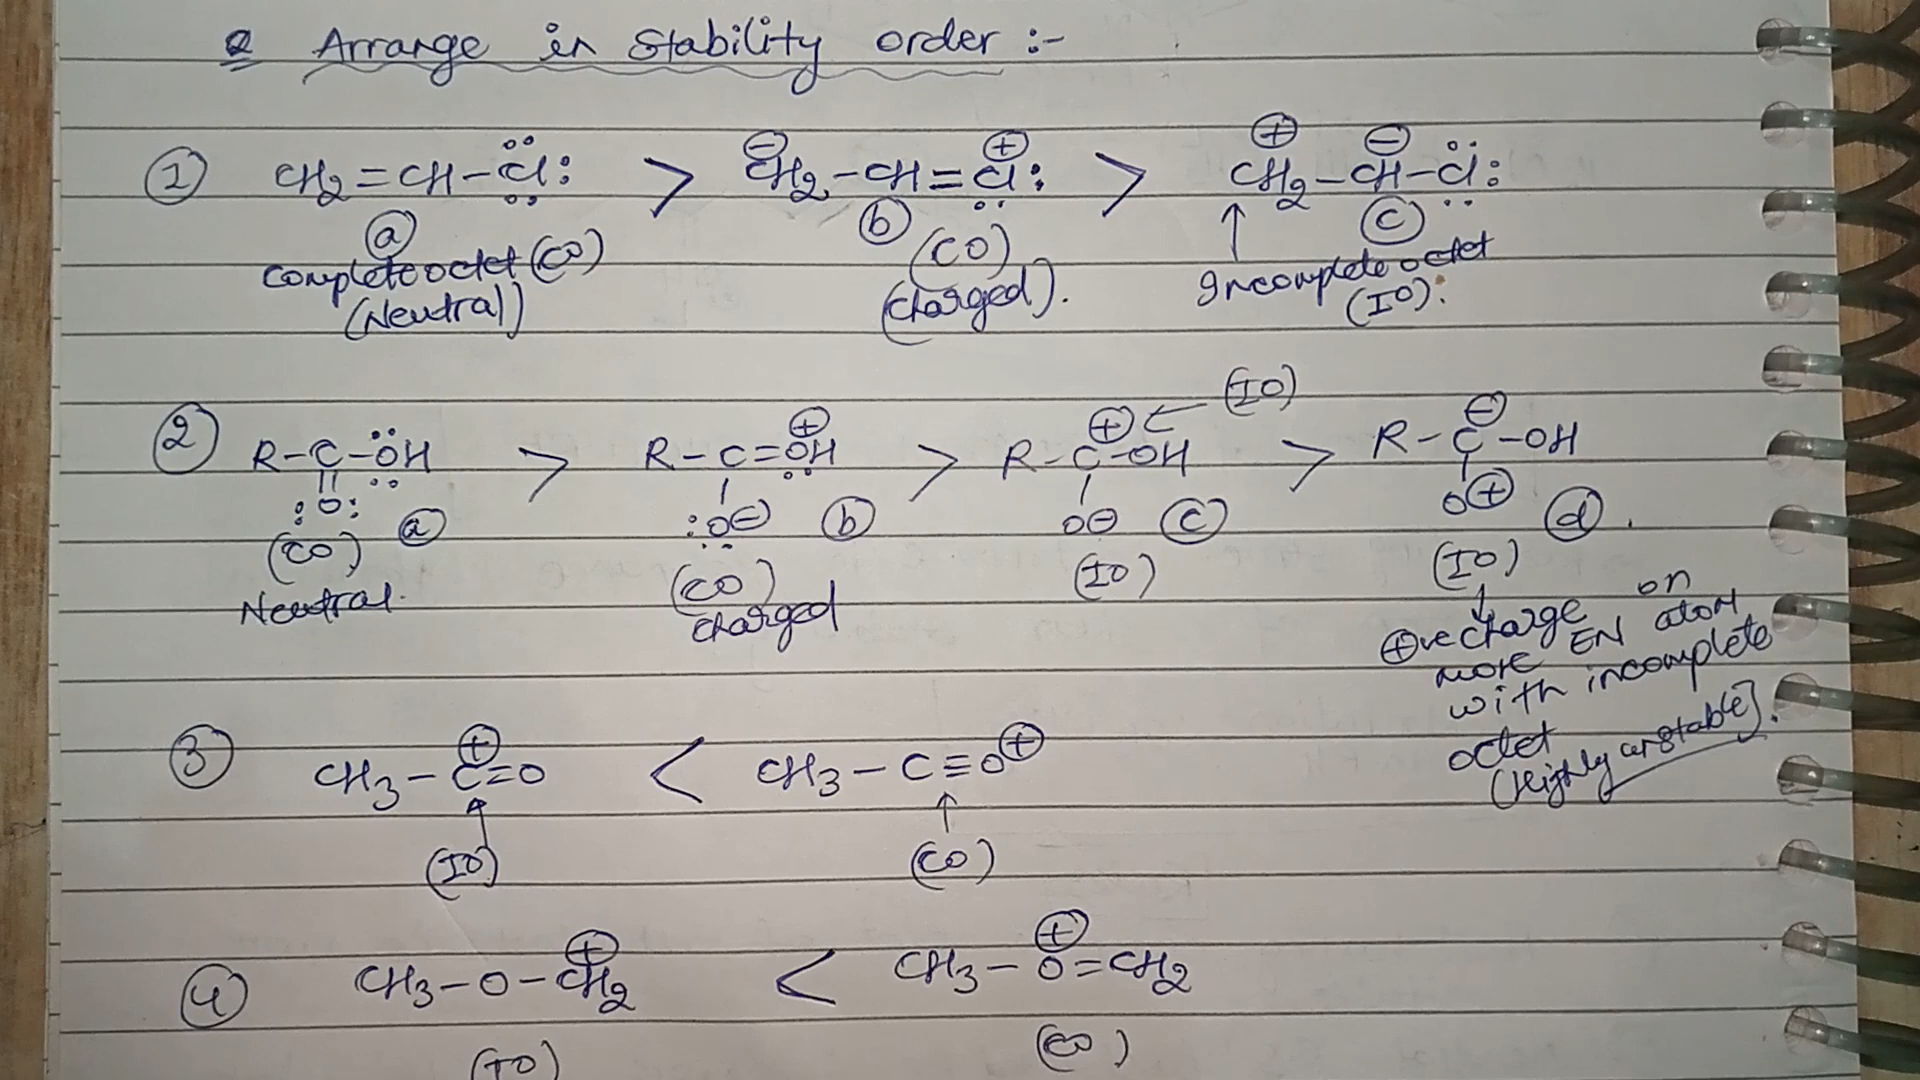 Q Arrange in Stability order :-
① CH2=CH-Cl: > ⊖CH2-CH=Cl⊕: > ⊕CH2-⊖CH-Cl:
ⓐ ⓑ ⓒ
Complete octet (CO) (CO) Incomplete octet
(Neutral) (Charged). (IO).
② R-C-ÖH > R-C=⊕OH > R-⊕C-OH ← (IO) > R-⊖C-OH
:O: ⓐ :O⊖ ⓑ O⊖ ⓒ O⊕ ⓓ.
(CO) (CO) (IO) (IO)
Neutral. Charged ↓
⊕ve charge on
more EN atom
with incomplete
octet
(Highly unstable).
③ CH3-⊕C=O < CH3-C≡O⊕
(IO) (CO)
④ CH3-O-⊕CH2 < CH3-⊕O=CH2
(IO) (CO)